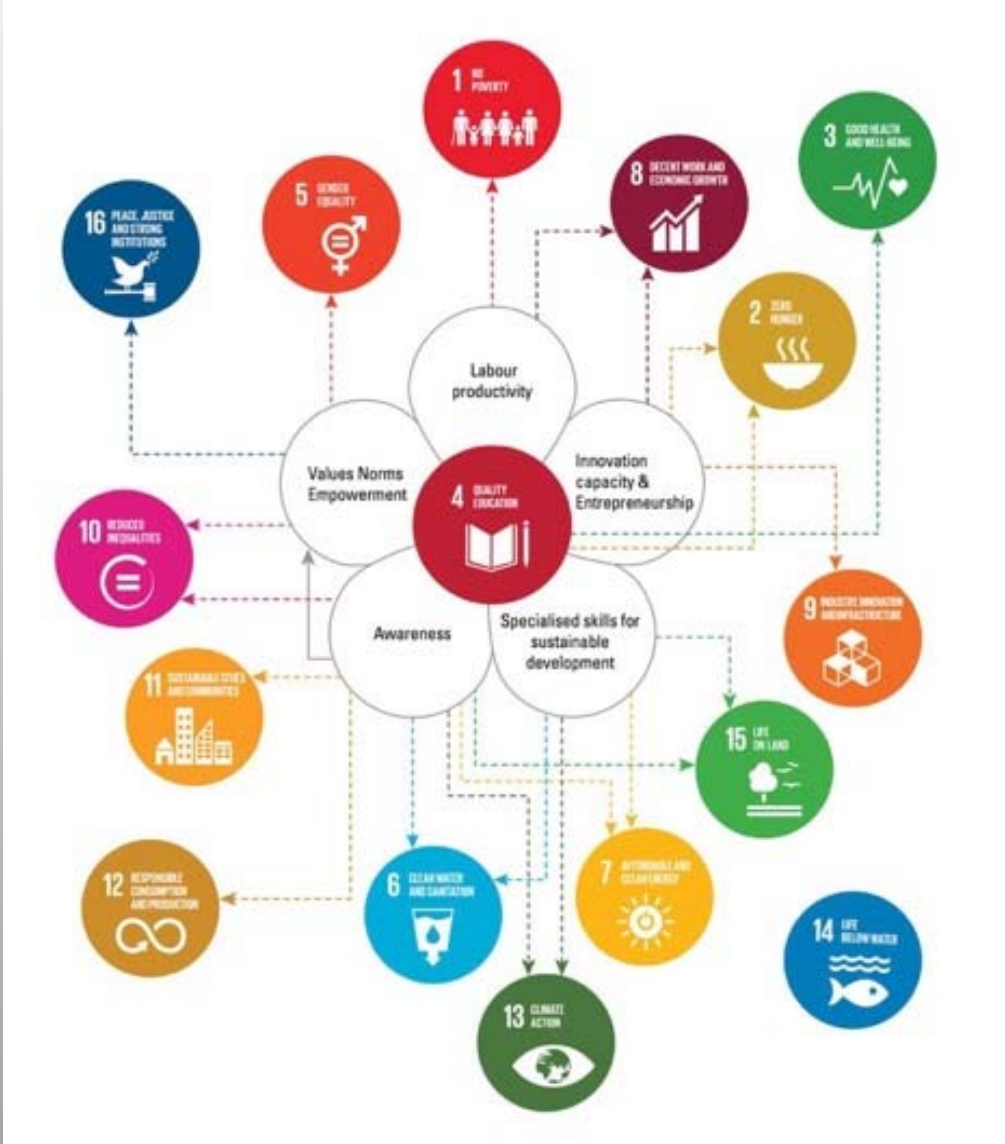 1 NO
POVERTY
3 GOOD HEALTH
AND WELL-BEING
8 DECENT WORK AND
ECONOMIC GROWTH
5 GENDER
EQUALITY
16 PEACE, JUSTICE
AND STRONG
INSTITUTIONS
2 ZERO
HUNGER
Labour
productivity
Values Norms
Empowerment
4 QUALITY
EDUCATION
Innovation
capacity &
Entrepreneurship
10 REDUCED
INEQUALITIES
9 INDUSTRY, INNOVATION
AND INFRASTRUCTURE
Awareness
Specialised skills for
sustainable
development
11 SUSTAINABLE CITIES
AND COMMUNITIES
15 LIFE
ON LAND
12 RESPONSIBLE
CONSUMPTION
AND PRODUCTION
6 CLEAN WATER
AND SANITATION
7 AFFORDABLE AND
CLEAN ENERGY
14 LIFE
BELOW WATER
13 CLIMATE
ACTION